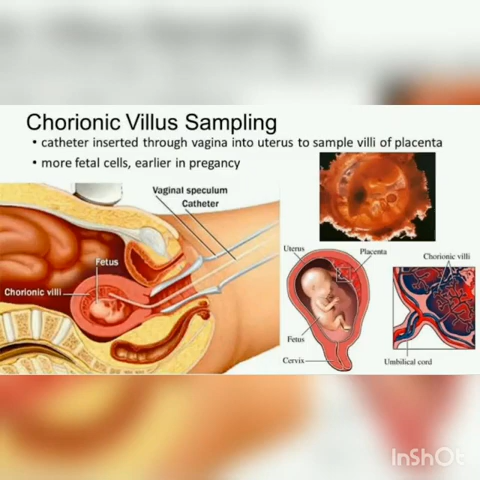 Chorionic Villus Sampling
• catheter inserted through vagina into uterus to sample villi of placenta
• more fetal cells, earlier in pregancy
Vaginal speculum
Catheter
Fetus
Chorionic villi
Uterus
Placenta
Chorionic villi
Fetus
Cervix
Umbilical cord
InShOt